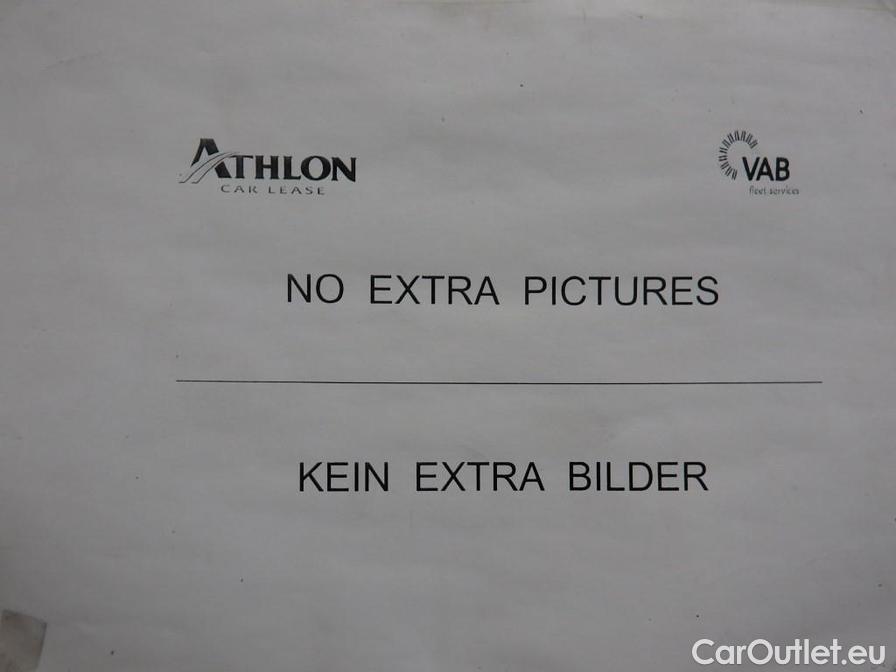 ATHLON
CAR LEASE
VAB
fleet services
NO EXTRA PICTURES
KEIN EXTRA BILDER
CarOutlet.eu